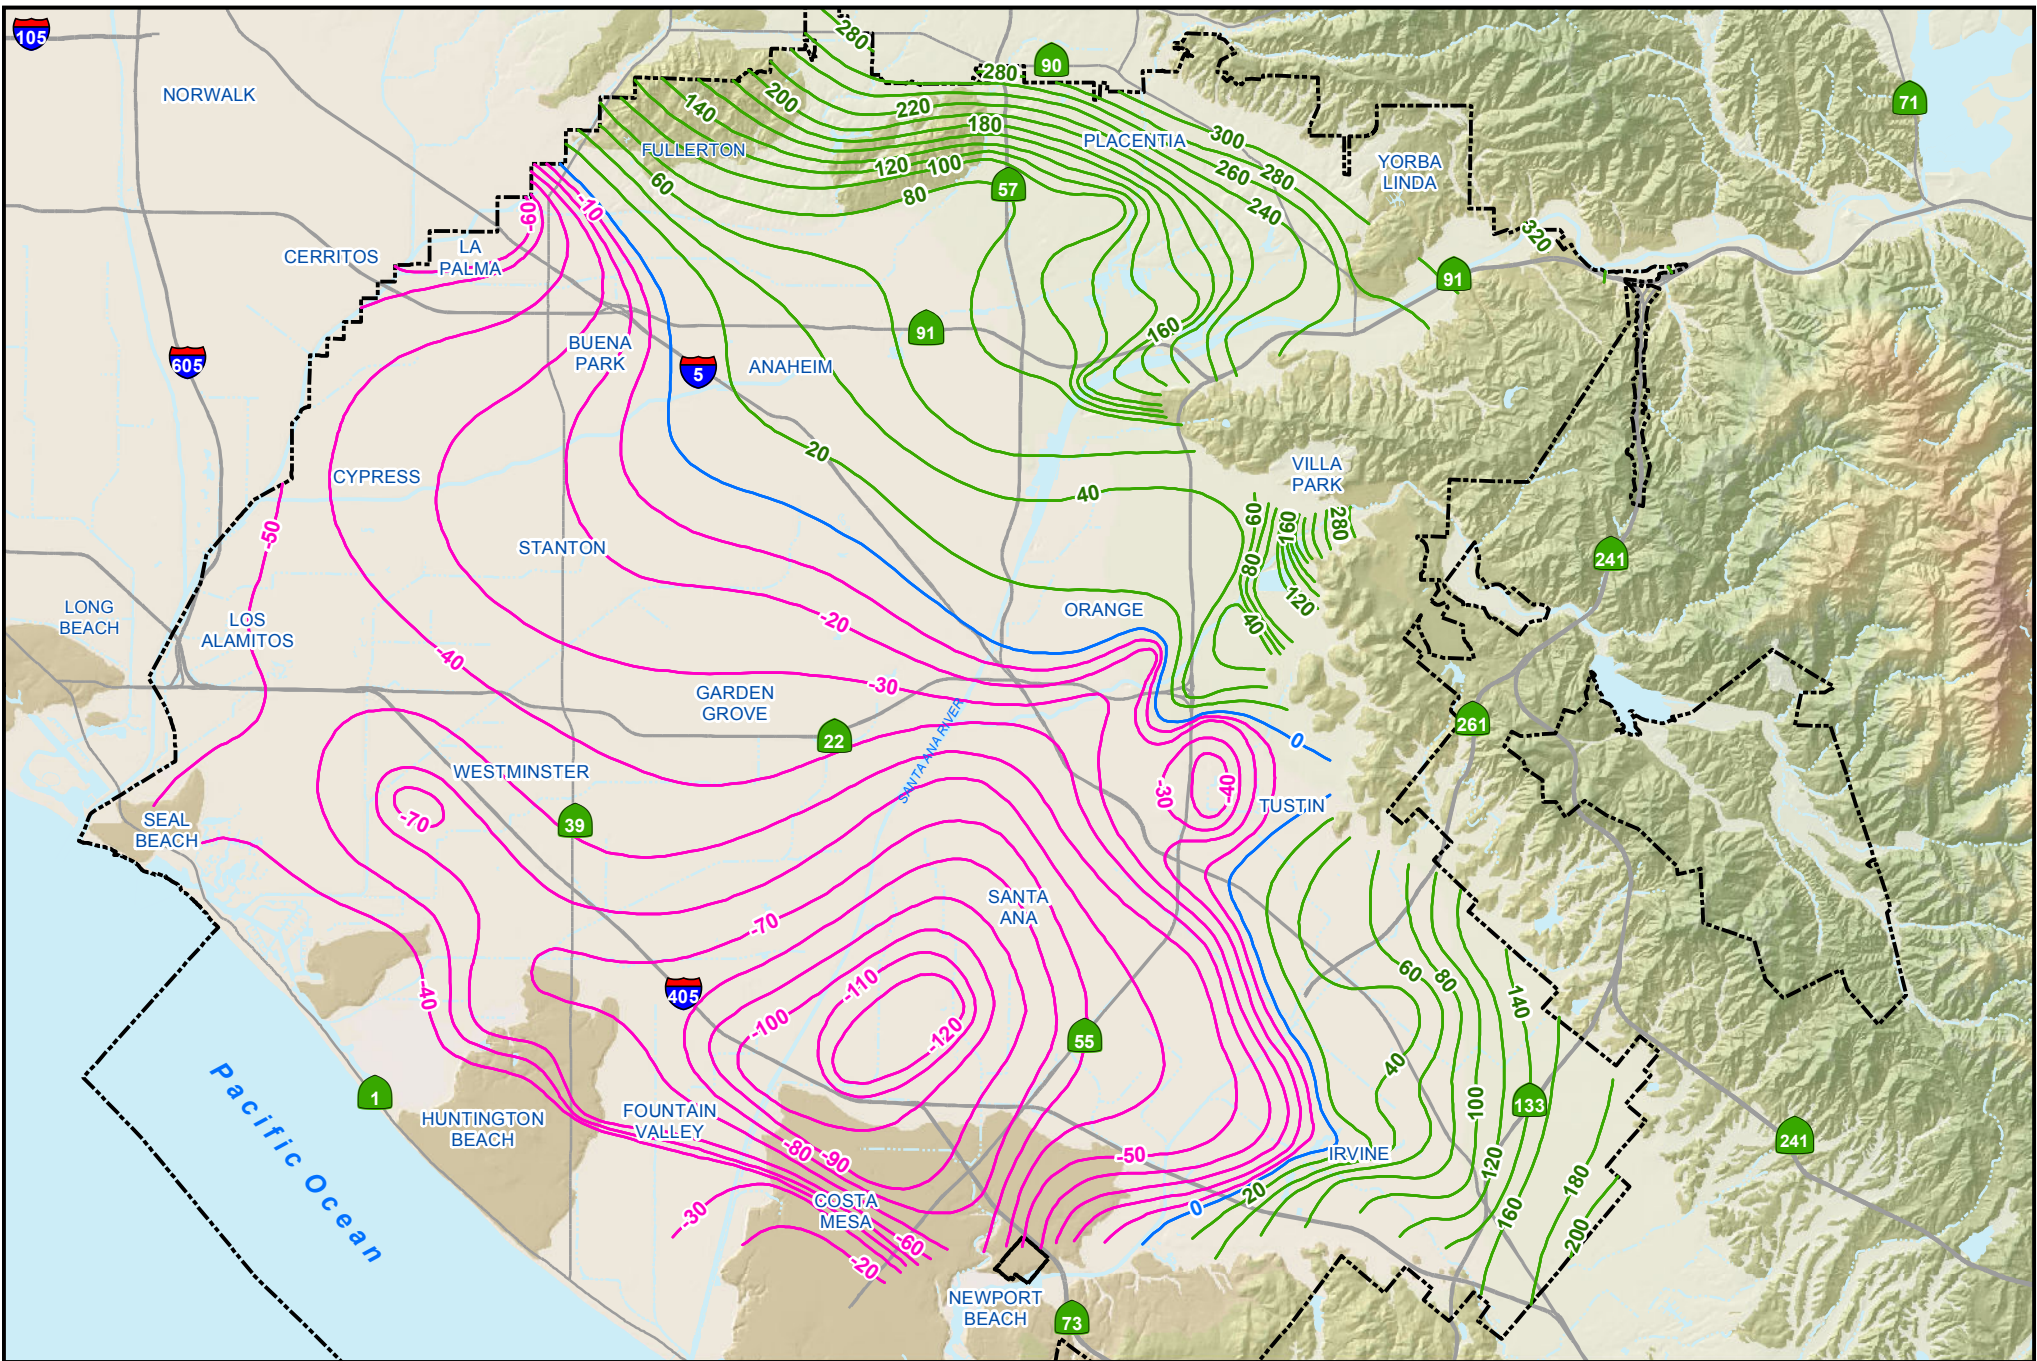 105
280
280
90
71
NORWALK
200
140
220
180
300
PLACENTIA
FULLERTON
120
100
260
280
YORBA
LINDA
60
80
57
240
-10
-60
320
LA
PALMA
CERRITOS
91
91
160
605
BUENA
PARK
5
ANAHEIM
20
VILLA
PARK
CYPRESS
40
60
160
280
-50
STANTON
80
241
120
LONG
BEACH
LOS
ALAMITOS
ORANGE
-20
40
-40
-30
GARDEN
GROVE
SANTA ANA RIVER
22
261
0
WESTMINSTER
-30
-40
TUSTIN
-70
39
SEAL
BEACH
SANTA
ANA
-70
60
80
140
-40
405
-110
-100
-120
55
40
1
100
133
Pacific Ocean
HUNTINGTON
BEACH
FOUNTAIN
VALLEY
241
-80
-90
-50
IRVINE
120
180
20
COSTA
MESA
-30
0
160
200
-60
-20
NEWPORT
BEACH
73